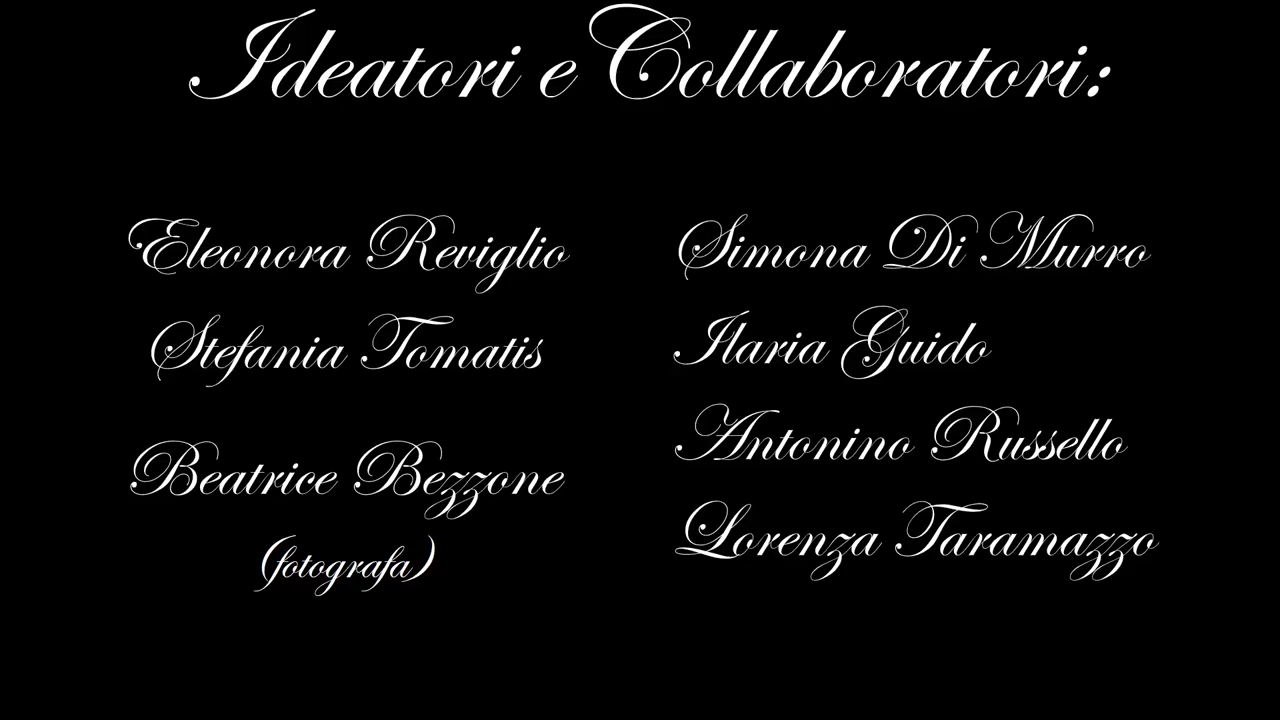 Ideatori e Collaboratori:
Eleonora Reviglio
Stefania Tomatis
Beatrice Bezzone
(fotografa)
Simona Di Murro
Ilaria Guido
Antonino Russello
Lorenza Taramazzo